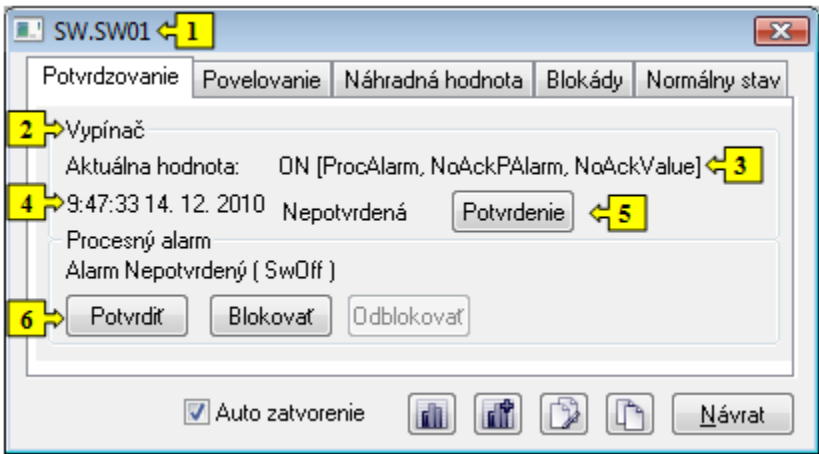 SW.SW01 1
Potvrdzovanie Povelovanie Náhradná hodnota Blokády Normálny stav
2 Vypínač
Aktuálna hodnota: ON [ProcAlarm, NoAckPAlarm, NoAckValue] 3
4 9:47:33 14. 12. 2010 Nepotvrdená Potvrdenie 5
Procesný alarm
Alarm Nepotvrdený ( SwOff )
6 Potvrdiť Blokovať Odblokovať
Auto zatvorenie Návrat